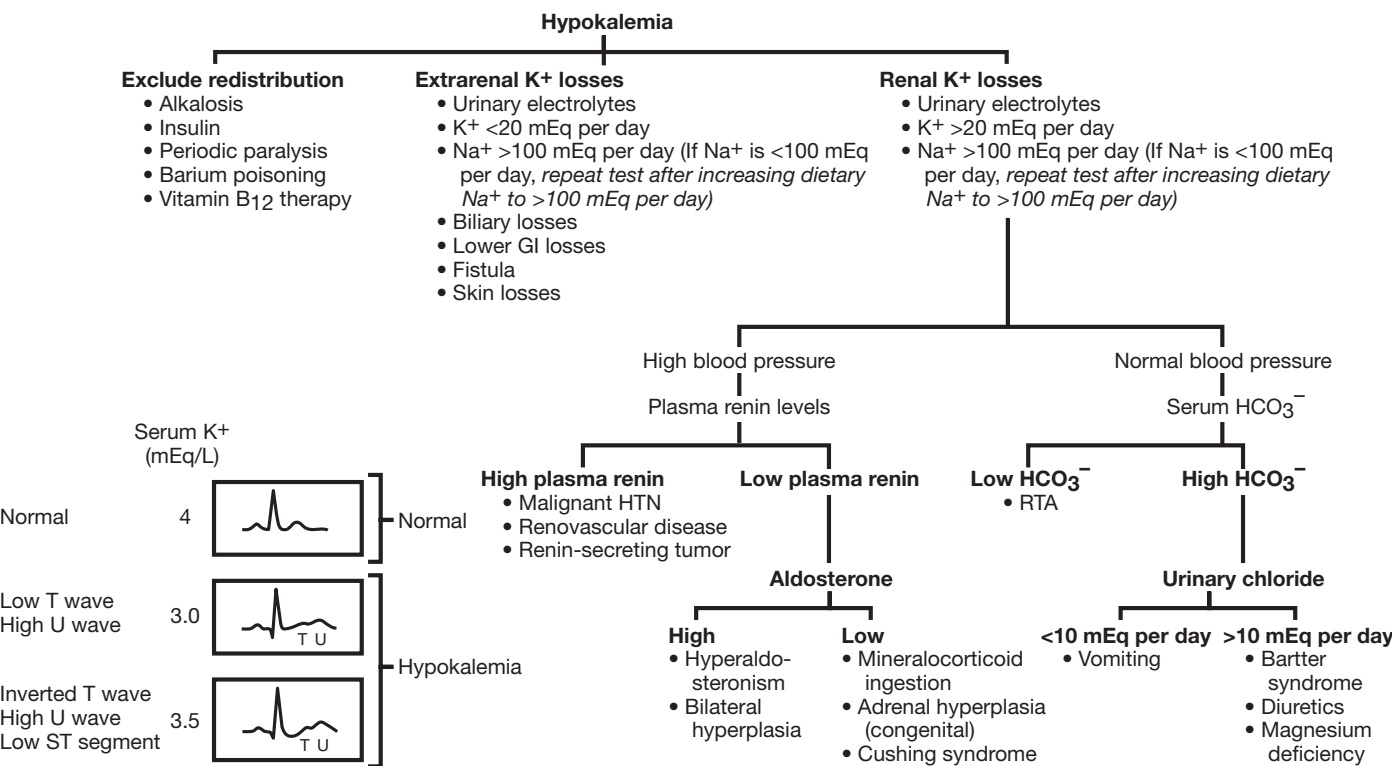 Hypokalemia
Exclude redistribution
• Alkalosis
• Insulin
• Periodic paralysis
• Barium poisoning
• Vitamin B12 therapy
Extrarenal K+ losses
• Urinary electrolytes
• K+ <20 mEq per day
• Na+ >100 mEq per day (If Na+ is <100 mEq
per day, repeat test after increasing dietary
Na+ to >100 mEq per day)
• Biliary losses
• Lower GI losses
• Fistula
• Skin losses
Renal K+ losses
• Urinary electrolytes
• K+ >20 mEq per day
• Na+ >100 mEq per day (If Na+ is <100 mEq
per day, repeat test after increasing dietary
Na+ to >100 mEq per day)
High blood pressure
Plasma renin levels
High plasma renin
• Malignant HTN
• Renovascular disease
• Renin-secreting tumor
Low plasma renin
Aldosterone
High
• Hyperaldo-
steronism
• Bilateral
hyperplasia
Low
• Mineralocorticoid
ingestion
• Adrenal hyperplasia
(congenital)
• Cushing syndrome
Normal blood pressure
Serum HCO3−
Low HCO3−
• RTA
High HCO3−
Urinary chloride
<10 mEq per day
• Vomiting
>10 mEq per day
• Bartter
syndrome
• Diuretics
• Magnesium
deficiency
Serum K+
(mEq/L)
Normal
4
Normal
Low T wave
High U wave
3.0
T U
Hypokalemia
Inverted T wave
High U wave
Low ST segment
3.5
T U